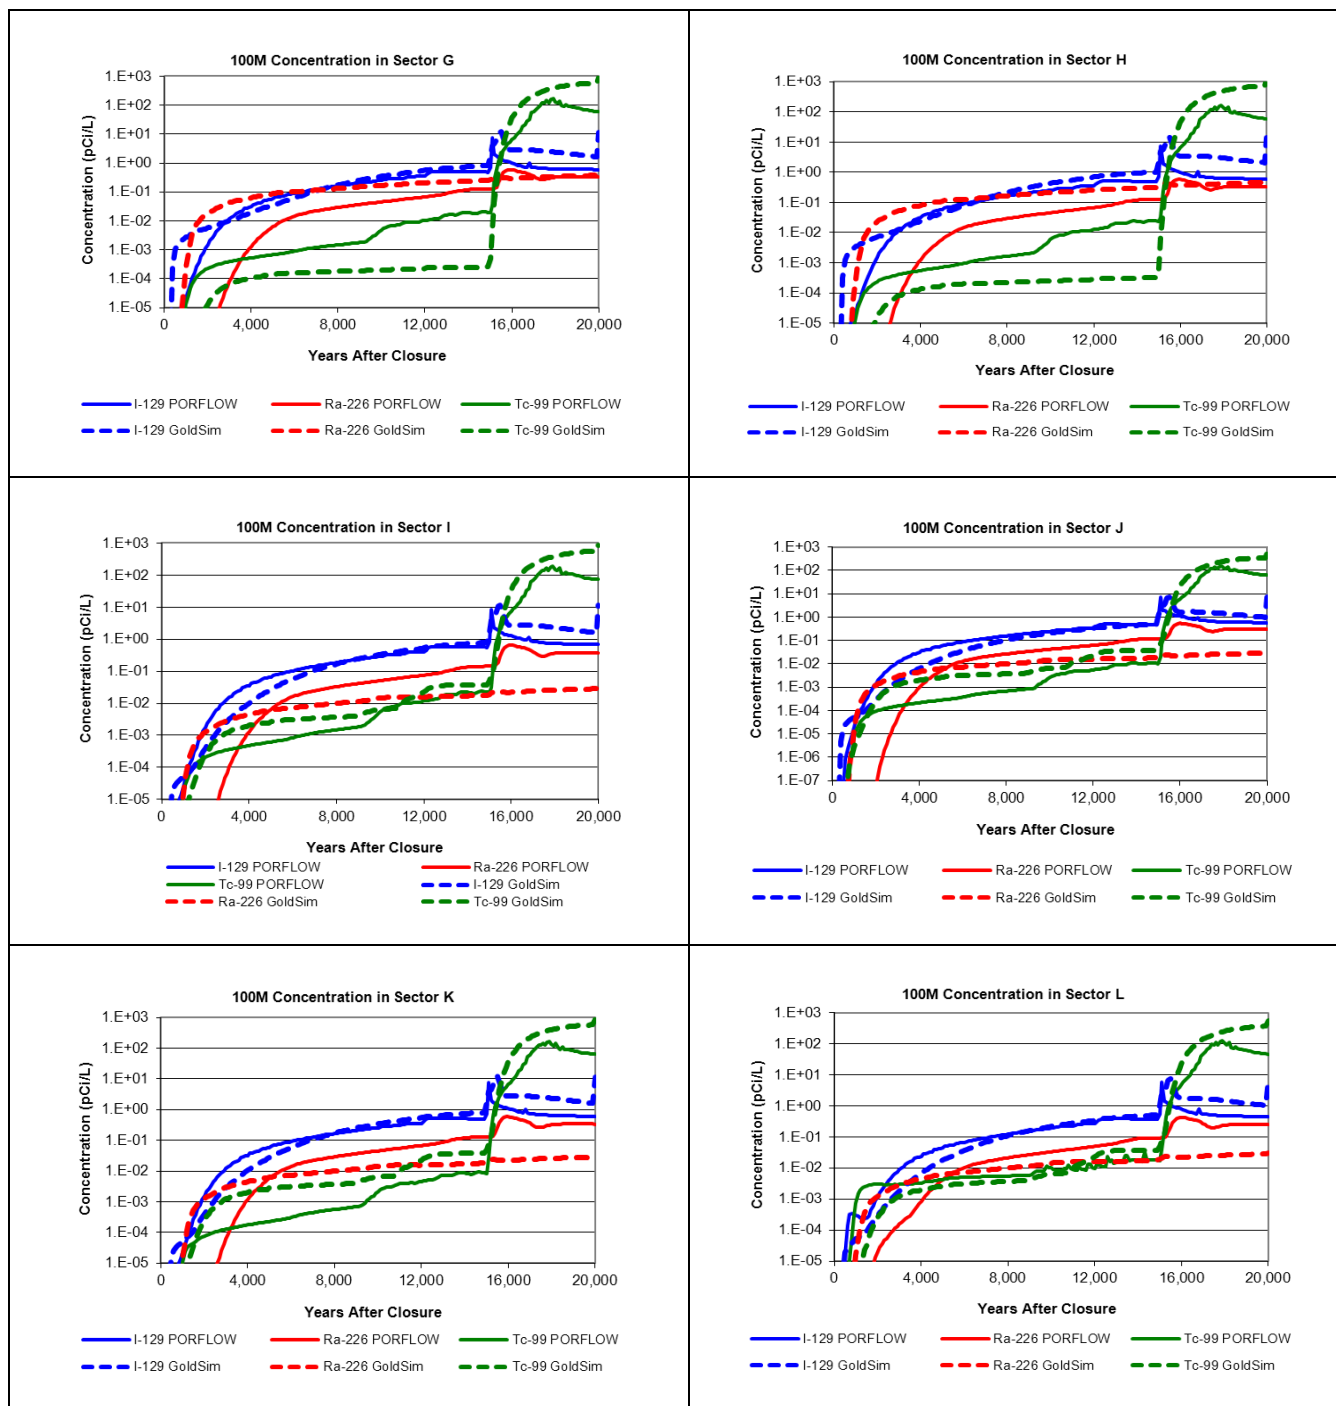 100M Concentration in Sector G
1.E+03
1.E+02
1.E+01
1.E+00
1.E-01
1.E-02
1.E-03
1.E-04
1.E-05
Concentration (pCi/L)
0 4,000 8,000 12,000 16,000 20,000
Years After Closure
I-129 PORFLOW Ra-226 PORFLOW Tc-99 PORFLOW
I-129 GoldSim Ra-226 GoldSim Tc-99 GoldSim
100M Concentration in Sector H
1.E+03
1.E+02
1.E+01
1.E+00
1.E-01
1.E-02
1.E-03
1.E-04
1.E-05
Concentration (pCi/L)
0 4,000 8,000 12,000 16,000 20,000
Years After Closure
I-129 PORFLOW Ra-226 PORFLOW Tc-99 PORFLOW
I-129 GoldSim Ra-226 GoldSim Tc-99 GoldSim
100M Concentration in Sector I
1.E+03
1.E+02
1.E+01
1.E+00
1.E-01
1.E-02
1.E-03
1.E-04
1.E-05
Concentration (pCi/L)
0 4,000 8,000 12,000 16,000 20,000
Years After Closure
I-129 PORFLOW Ra-226 PORFLOW
Tc-99 PORFLOW I-129 GoldSim
Ra-226 GoldSim Tc-99 GoldSim
100M Concentration in Sector J
1.E+03
1.E+02
1.E+01
1.E+00
1.E-01
1.E-02
1.E-03
1.E-04
1.E-05
1.E-06
1.E-07
Concentration (pCi/L)
0 4,000 8,000 12,000 16,000 20,000
Years After Closure
I-129 PORFLOW Ra-226 PORFLOW Tc-99 PORFLOW
I-129 GoldSim Ra-226 GoldSim Tc-99 GoldSim
100M Concentration in Sector K
1.E+03
1.E+02
1.E+01
1.E+00
1.E-01
1.E-02
1.E-03
1.E-04
1.E-05
Concentration (pCi/L)
0 4,000 8,000 12,000 16,000 20,000
Years After Closure
I-129 PORFLOW Ra-226 PORFLOW Tc-99 PORFLOW
I-129 GoldSim Ra-226 GoldSim Tc-99 GoldSim
100M Concentration in Sector L
1.E+03
1.E+02
1.E+01
1.E+00
1.E-01
1.E-02
1.E-03
1.E-04
1.E-05
Concentration (pCi/L)
0 4,000 8,000 12,000 16,000 20,000
Years After Closure
I-129 PORFLOW Ra-226 PORFLOW Tc-99 PORFLOW
I-129 GoldSim Ra-226 GoldSim Tc-99 GoldSim